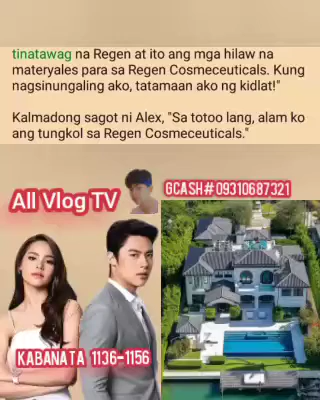 tinatawag na Regen at ito ang mga hilaw na
materyales para sa Regen Cosmeceuticals. Kung
nagsinungaling ako, tatamaan ako ng kidlat!"
Kalmadong sagot ni Alex, "Sa totoo lang, alam ko
ang tungkol sa Regen Cosmeceuticals."
All Vlog TV
GCASH# 09310687321
KABANATA 1136-1156